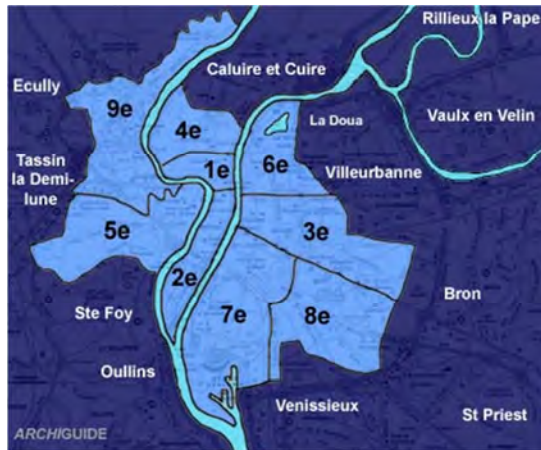 Rillieux la Pape
Caluire et Cuire
Ecully
9e
4e
La Doua
Vaulx en Velin
Tassin
la Demi-
lune
1e
6e
Villeurbanne
5e
3e
2e
Ste Foy
7e
8e
Bron
Oullins
Venissieux
St Priest
ARCHIGUIDE